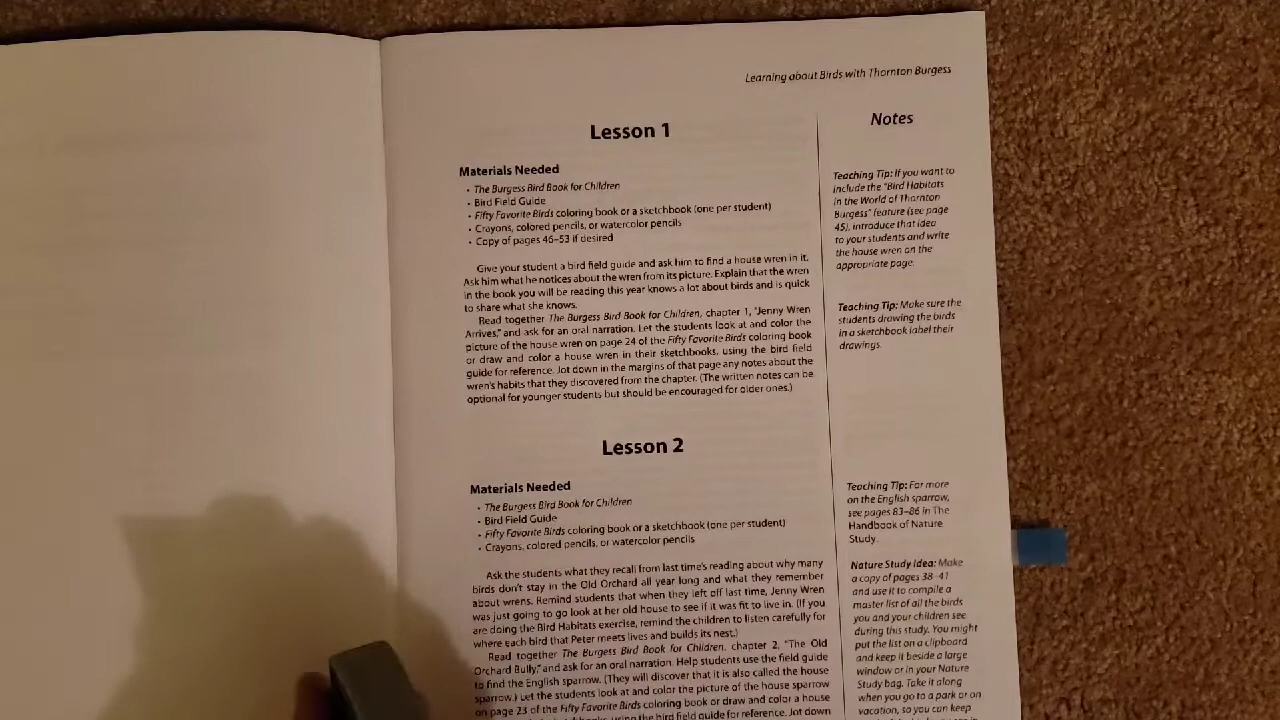 Learning about Birds with Thornton Burgess
Lesson 1
Materials Needed
• The Burgess Bird Book for Children
• Bird Field Guide
• Fifty Favorite Birds coloring book or a sketchbook (one per student)
• Crayons, colored pencils, or watercolor pencils
• Copy of pages 46–53 if desired
Give your student a bird field guide and ask him to find a house wren in it.
Ask him what he notices about the wren from its picture. Explain that the wren
in the book you will be reading this year knows a lot about birds and is quick
to share what she knows.
Read together The Burgess Bird Book for Children, chapter 1, "Jenny Wren
Arrives," and ask for an oral narration. Let the students look at and color the
picture of the house wren on page 24 of the Fifty Favorite Birds coloring book
or draw and color a house wren in their sketchbooks, using the bird field
guide for reference. Jot down in the margins of that page any notes about the
wren's habits that they discovered from the chapter. (The written notes can be
optional for younger students but should be encouraged for older ones.)
Lesson 2
Materials Needed
• The Burgess Bird Book for Children
• Bird Field Guide
• Fifty Favorite Birds coloring book or a sketchbook (one per student)
• Crayons, colored pencils, or watercolor pencils
Ask the students what they recall from last time's reading about why many
birds don't stay in the Old Orchard all year long and what they remember
about wrens. Remind students that when they left off last time, Jenny Wren
was just going to go look at her old house to see if it was fit to live in. (If you
are doing the Bird Habitats exercise, remind the children to listen carefully for
where each bird that Peter meets lives and builds its nest.)
Read together The Burgess Bird Book for Children, chapter 2, "The Old
Orchard Bully," and ask for an oral narration. Help students use the field guide
to find the English sparrow. (They will discover that it is also called the house
sparrow.) Let the students look at and color the picture of the house sparrow
on page 23 of the Fifty Favorite Birds coloring book or draw and color a house
using the bird field guide for reference. Jot down
Notes
Teaching Tip: If you want to
include the "Bird Habitats
in the World of Thornton
Burgess" feature (see page
45), introduce that idea
to your students and write
the house wren on the
appropriate page.
Teaching Tip: Make sure the
students drawing the birds
in a sketchbook label their
drawings.
Teaching Tip: For more
on the English sparrow,
see pages 83–86 in The
Handbook of Nature
Study.
Nature Study Idea: Make
a copy of pages 38–41
and use it to compile a
master list of all the birds
you and your children see
during this study. You might
put the list on a clipboard
and keep it beside a large
window or in your Nature
Study bag. Take it along
when you go to a park or on
vacation, so you can keep